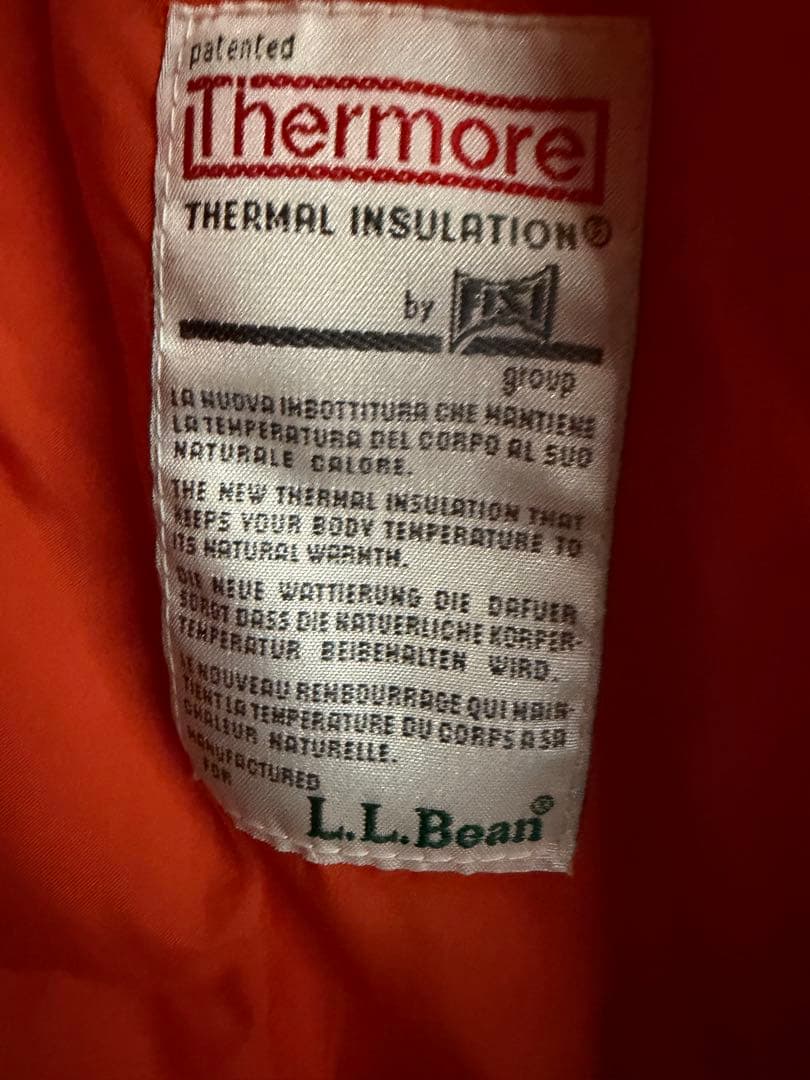 patented
Thermore
THERMAL INSULATION®
by FISI
group
LA NUOVA IMBOTTITURA CHE MANTIENE
LA TEMPERATURA DEL CORPO AL SUO
NATURALE CALORE.
THE NEW THERMAL INSULATION THAT
KEEPS YOUR BODY TEMPERATURE TO
ITS NATURAL WARMTH.
DIE NEUE WATTIERUNG DIE DAFUER
SORGT DASS DIE NATUERLICHE KORPER-
TEMPERATUR BEIBEHALTEN WIRD.
LE NOUVEAU REMBOURRAGE QUI MAIN-
TIENT LA TEMPERATURE DU CORPS A SA
CHALEUR NATURELLE.
MANUFACTURED
FOR
L.L.Bean®